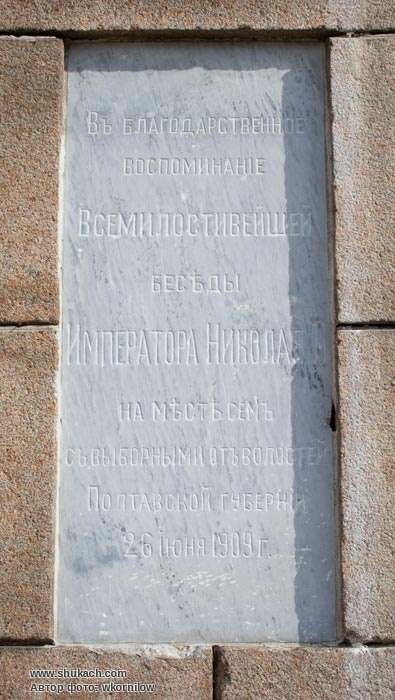 Въ благодарственное
воспоминаніе
Всемилостивейшей
бесѣды
Императора Николая II
на мѣстѣ семъ
съ выборными отъ волостей
Полтавской губерніи
26 іюня 1909 г.
www.shukach.com
Автор фото: wkornilow